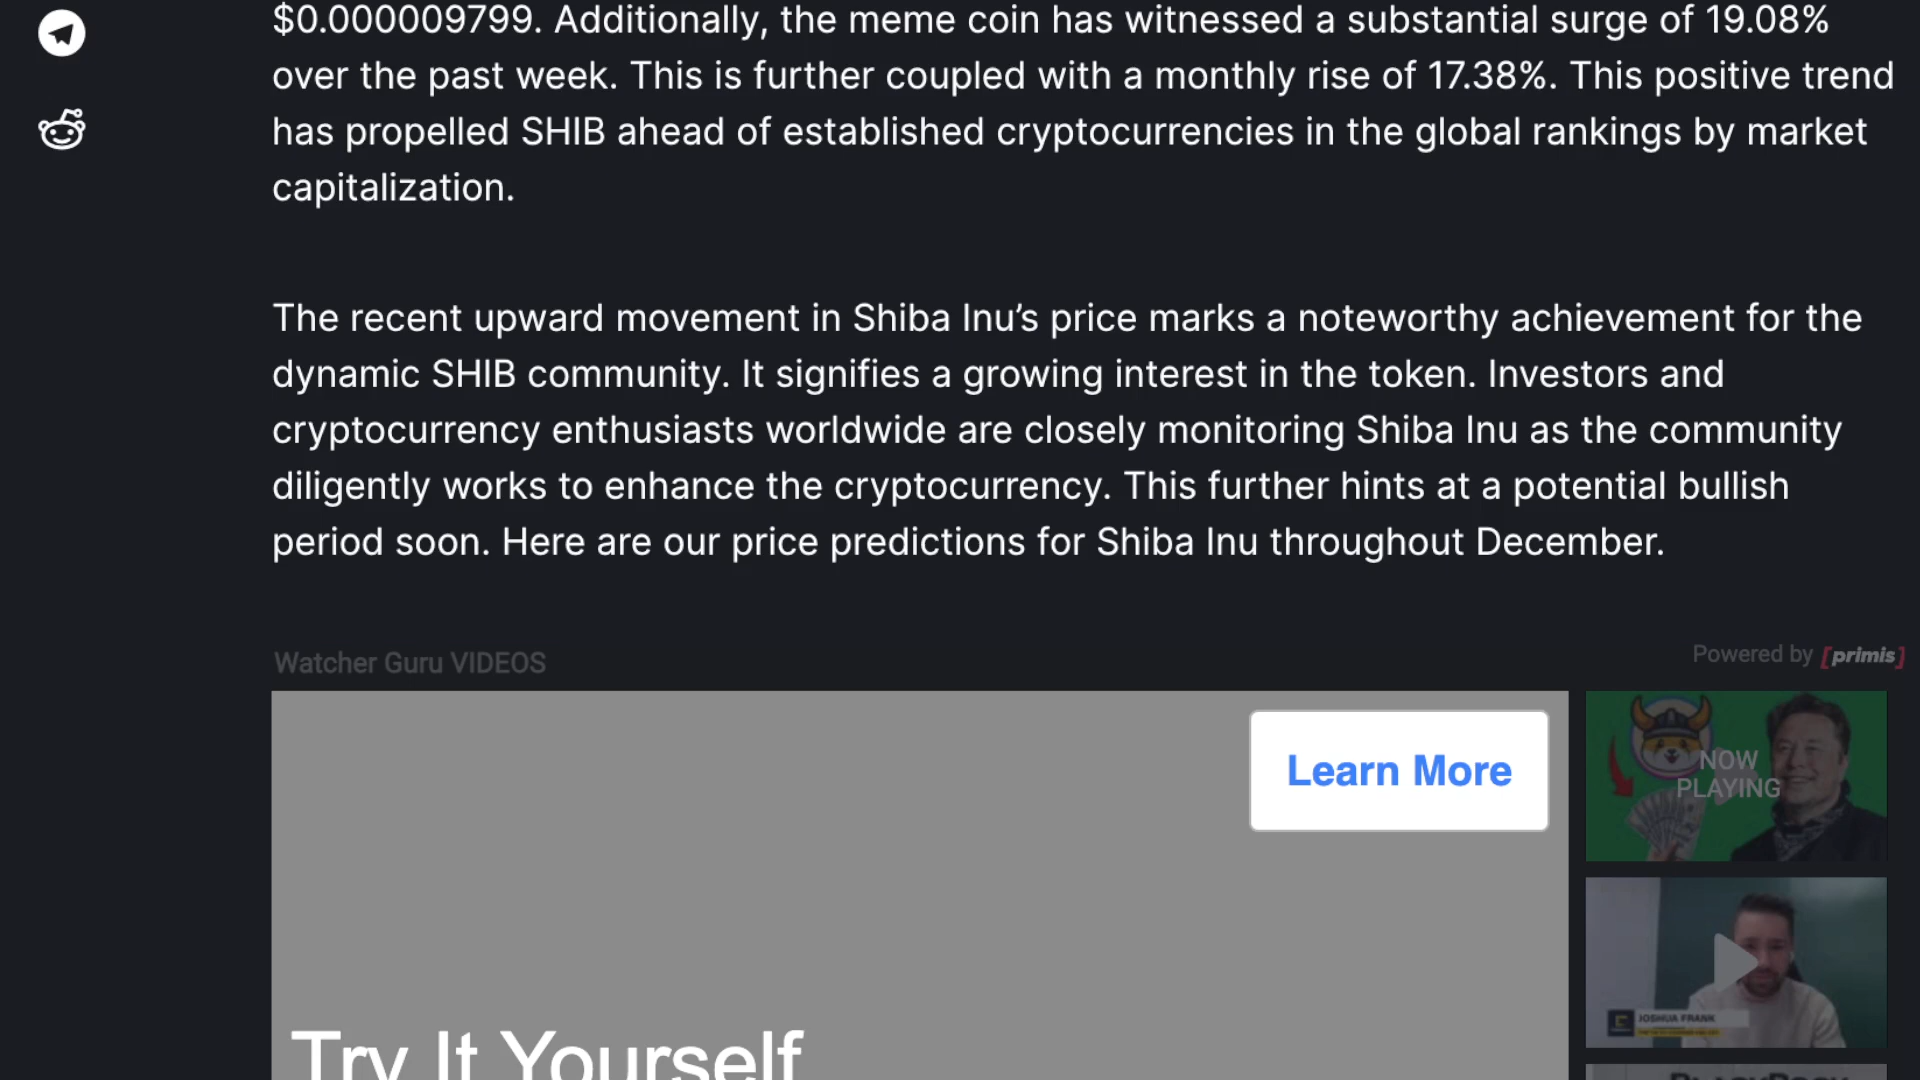 $0.000009799. Additionally, the meme coin has witnessed a substantial surge of 19.08%
over the past week. This is further coupled with a monthly rise of 17.38%. This positive trend
has propelled SHIB ahead of established cryptocurrencies in the global rankings by market
capitalization.
The recent upward movement in Shiba Inu’s price marks a noteworthy achievement for the
dynamic SHIB community. It signifies a growing interest in the token. Investors and
cryptocurrency enthusiasts worldwide are closely monitoring Shiba Inu as the community
diligently works to enhance the cryptocurrency. This further hints at a potential bullish
period soon. Here are our price predictions for Shiba Inu throughout December.
Watcher Guru VIDEOS
Powered by [primis]
Learn More
NOW
PLAYING
JOSHUA FRANK
Try It Yourself